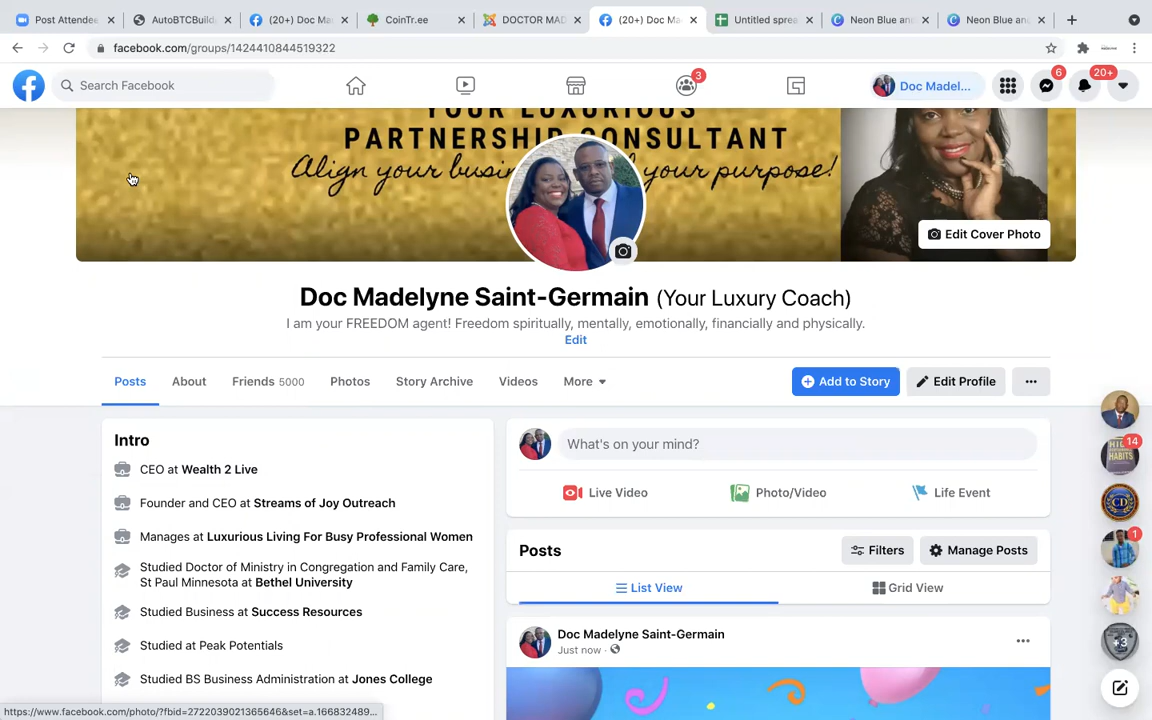 Post Attendee
AutoBTCBuild
(20+) Doc Ma
CoinTr.ee
DOCTOR MAD
(20+) Doc Ma
Untitled spre
Neon Blue an
Neon Blue an
facebook.com/groups/1424410844519322
Search Facebook
3
Doc Madel...
6
20+
YOUR LUXURIOUS
PARTNERSHIP CONSULTANT
Align your busin your purpose!
Edit Cover Photo
Doc Madelyne Saint-Germain (Your Luxury Coach)
I am your FREEDOM agent! Freedom spiritually, mentally, emotionally, financially and physically.
Edit
Posts
About
Friends 5000
Photos
Story Archive
Videos
More
Add to Story
Edit Profile
Intro
CEO at Wealth 2 Live
Founder and CEO at Streams of Joy Outreach
Manages at Luxurious Living For Busy Professional Women
Studied Doctor of Ministry in Congregation and Family Care,
St Paul Minnesota at Bethel University
Studied Business at Success Resources
Studied at Peak Potentials
Studied BS Business Administration at Jones College
What's on your mind?
Live Video
Photo/Video
Life Event
Posts
Filters
Manage Posts
List View
Grid View
Doc Madelyne Saint-Germain
Just now ·
14
HABITS
CD
1
+3
https://www.facebook.com/photo/?fbid=2722039021365646&set=a.166832489...